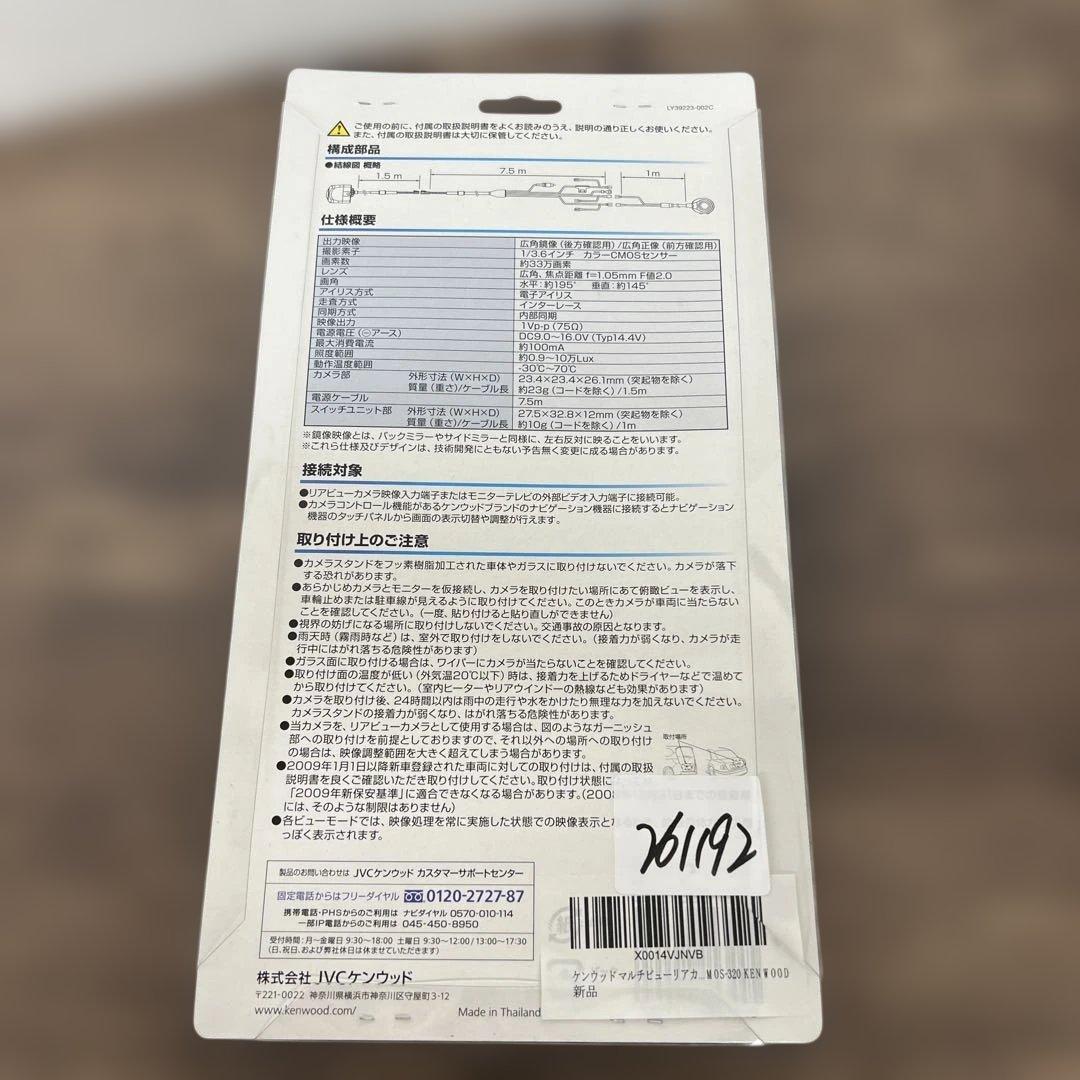 LY39223-002C
ご使用の前に、付属の取扱説明書をよくお読みのうえ、説明の通り正しくお使いください。
また、付属の取扱説明書は大切に保管してください。
構成部品
●結線図 概略
1.5 m 7.5 m 1m
仕様概要
出力映像 広角鏡像（後方確認用）/広角正像（前方確認用）
撮影素子 1/3.6インチ カラーCMOSセンサー
画素数 約33万画素
レンズ 広角、焦点距離 f=1.05mm F値2.0
画角 水平：約195° 垂直：約145°
アイリス方式 電子アイリス
走査方式 インターレース
同期方式 内部同期
映像出力 1Vp-p (75Ω)
電源電圧（⊖アース） DC9.0～16.0V (Typ14.4V)
最大消費電流 約100mA
照度範囲 約0.9～10万Lux
動作温度範囲 -30℃～70℃
カメラ部 外形寸法（W×H×D） 23.4×23.4×26.1mm（突起物を除く）
質量（重さ）/ケーブル長 約23g（コードを除く）/1.5m
電源ケーブル 7.5m
スイッチユニット部 外形寸法（W×H×D） 27.5×32.8×12mm（突起物を除く）
質量（重さ）/ケーブル長 約10g（コードを除く）/1m
※鏡像映像とは、バックミラーやサイドミラーと同様に、左右反対に映ることをいいます。
※これら仕様及びデザインは、技術開発にともない予告無く変更に成る場合があります。
接続対象
●リアビューカメラ映像入力端子またはモニターテレビの外部ビデオ入力端子に接続可能。
●カメラコントロール機能があるケンウッドブランドのナビゲーション機器に接続するとナビゲーション
機器のタッチパネルから画面の表示切替や調整が行えます。
取り付け上のご注意
●カメラスタンドをフッ素樹脂加工された車体やガラスに取り付けないでください。カメラが落下
する恐れがあります。
●あらかじめカメラとモニターを仮接続し、カメラを取り付けたい場所にあて俯瞰ビューを表示し、
車輪止めまたは駐車線が見えるように取り付けてください。このときカメラが車両に当たらない
ことを確認してください。（一度、貼り付けると貼り直しができません）
●視界の妨げになる場所に取り付けしないでください。交通事故の原因となります。
●雨天時（霧雨時など）は、室外で取り付けをしないでください。（接着力が弱くなり、カメラが走
行中にはがれ落ちる危険性があります）
●ガラス面に取り付ける場合は、ワイパーにカメラが当たらないことを確認してください。
●取り付け面の温度が低い（外気温20℃以下）時は、接着力を上げるためドライヤーなどで温めて
から取り付けてください。（室内ヒーターやリアウインドーの熱線なども効果があります）
●カメラを取り付け後、24時間以内は雨中の走行や水をかけたり無理な力を加えないでください。
カメラスタンドの接着力が弱くなり、はがれ落ちる危険性があります。
●当カメラを、リアビューカメラとして使用する場合は、図のようなガーニッシュ
部への取り付けを前提としておりますので、それ以外への場所への取り付け
の場合は、映像調整範囲を大きく超えてしまう場合があります。
取付場所
●2009年1月1日以降新車登録された車両に対しての取り付けは、付属の取扱
説明書を良くご確認いただき取り付けしてください。取り付け状態に
「2009年新保安基準」に適合できなくなる場合があります。（200
には、そのような制限はありません）
●各ビューモードでは、映像処理を常に実施した状態での映像表示と
っぽく表示されます。
261192
製品のお問い合わせは JVCケンウッド カスタマーサポートセンター
固定電話からはフリーダイヤル 0120-2727-87
携帯電話・PHSからのご利用は ナビダイヤル 0570-010-114
一部IP電話からのご利用は 045-450-8950
受付時間：月～金曜日 9:30～18:00 土曜日 9:30～12:00/13:00～17:30
（日、祝日、および弊社休日は休ませていただきます）
X0014VJNVB
ケンウッド マルチビューリアカ...MOS-320 KENWOOD
新品
株式会社 JVCケンウッド
〒221-0022 神奈川県横浜市神奈川区守屋町3-12
www.kenwood.com/ Made in Thailand